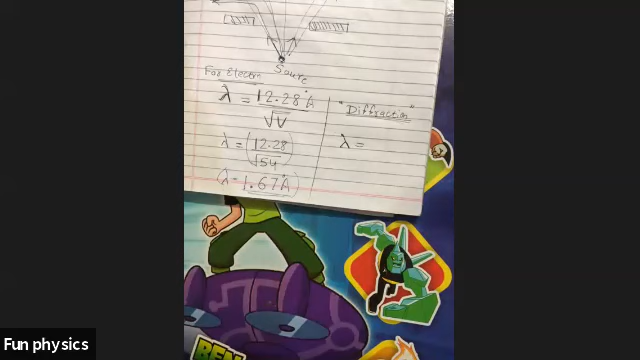 Source
For Electron
λ = 12.28 Å
√V
"Diffraction"
λ = (12.28
√54)
λ =
(λ = 1.67 Å)
BEN
Fun physics